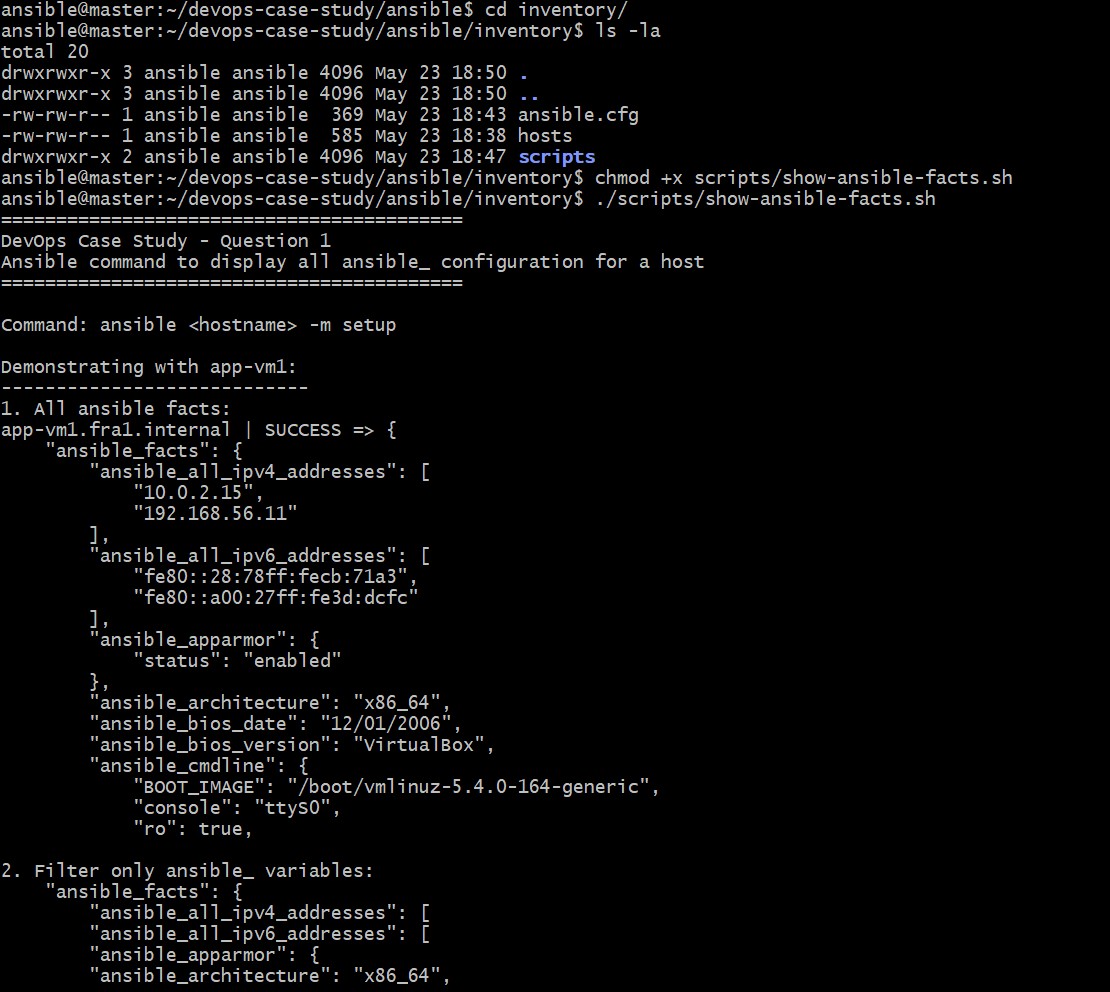 ansible@master:~/devops-case-study/ansible$ cd inventory/
ansible@master:~/devops-case-study/ansible/inventory$ ls -la
total 20
drwxrwxr-x 3 ansible ansible 4096 May 23 18:50 .
drwxrwxr-x 3 ansible ansible 4096 May 23 18:50 ..
-rw-rw-r-- 1 ansible ansible  369 May 23 18:43 ansible.cfg
-rw-rw-r-- 1 ansible ansible  585 May 23 18:38 hosts
drwxrwxr-x 2 ansible ansible 4096 May 23 18:47 scripts
ansible@master:~/devops-case-study/ansible/inventory$ chmod +x scripts/show-ansible-facts.sh
ansible@master:~/devops-case-study/ansible/inventory$ ./scripts/show-ansible-facts.sh
==========================================
DevOps Case Study - Question 1
Ansible command to display all ansible_ configuration for a host
==========================================

Command: ansible <hostname> -m setup

Demonstrating with app-vm1:
----------------------------
1. All ansible facts:
app-vm1.fra1.internal | SUCCESS => {
    "ansible_facts": {
        "ansible_all_ipv4_addresses": [
            "10.0.2.15",
            "192.168.56.11"
        ],
        "ansible_all_ipv6_addresses": [
            "fe80::28:78ff:fecb:71a3",
            "fe80::a00:27ff:fe3d:dcfc"
        ],
        "ansible_apparmor": {
            "status": "enabled"
        },
        "ansible_architecture": "x86_64",
        "ansible_bios_date": "12/01/2006",
        "ansible_bios_version": "VirtualBox",
        "ansible_cmdline": {
            "BOOT_IMAGE": "/boot/vmlinuz-5.4.0-164-generic",
            "console": "ttyS0",
            "ro": true,

2. Filter only ansible_ variables:
    "ansible_facts": {
        "ansible_all_ipv4_addresses": [
        "ansible_all_ipv6_addresses": [
        "ansible_apparmor": {
        "ansible_architecture": "x86_64",